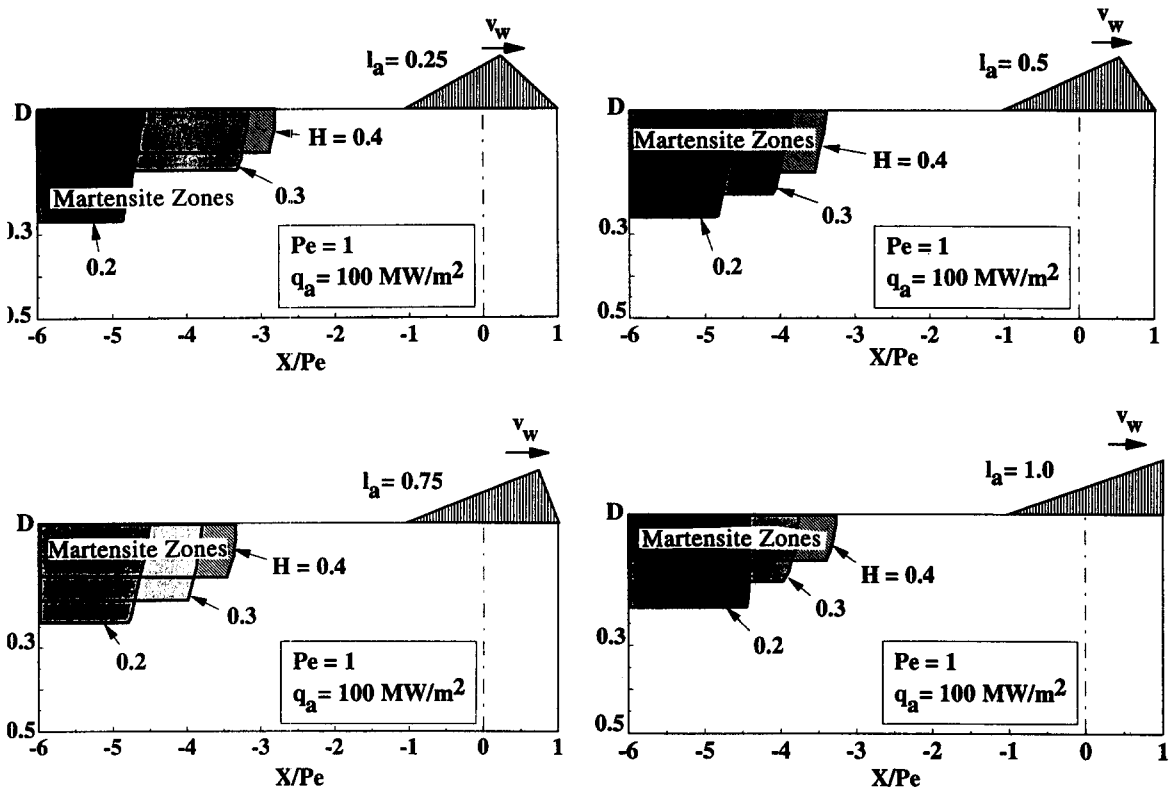 v_w
l_a = 0.25
D
H = 0.4
0.3
Martensite Zones
0.2
0.3
Pe = 1
q_a = 100 MW/m²
).5
-6 -5 -4 -3 -2 -1 0 1
X/Pe
v_w
l_a = 0.5
D
Martensite Zones
H = 0.4
0.3
0.2
0.3
Pe = 1
q_a = 100 MW/m²
0.5
-6 -5 -4 -3 -2 -1 0 1
X/Pe
v_w
l_a = 0.75
D
Martensite Zones
H = 0.4
0.3
0.2
0.3
Pe = 1
q_a = 100 MW/m²
0.5
-6 -5 -4 -3 -2 -1 0 1
X/Pe
v_w
l_a = 1.0
D
Martensite Zones
H = 0.4
0.3
0.2
0.3
Pe = 1
q_a = 100 MW/m²
0.5
-6 -5 -4 -3 -2 -1 0 1
X/Pe